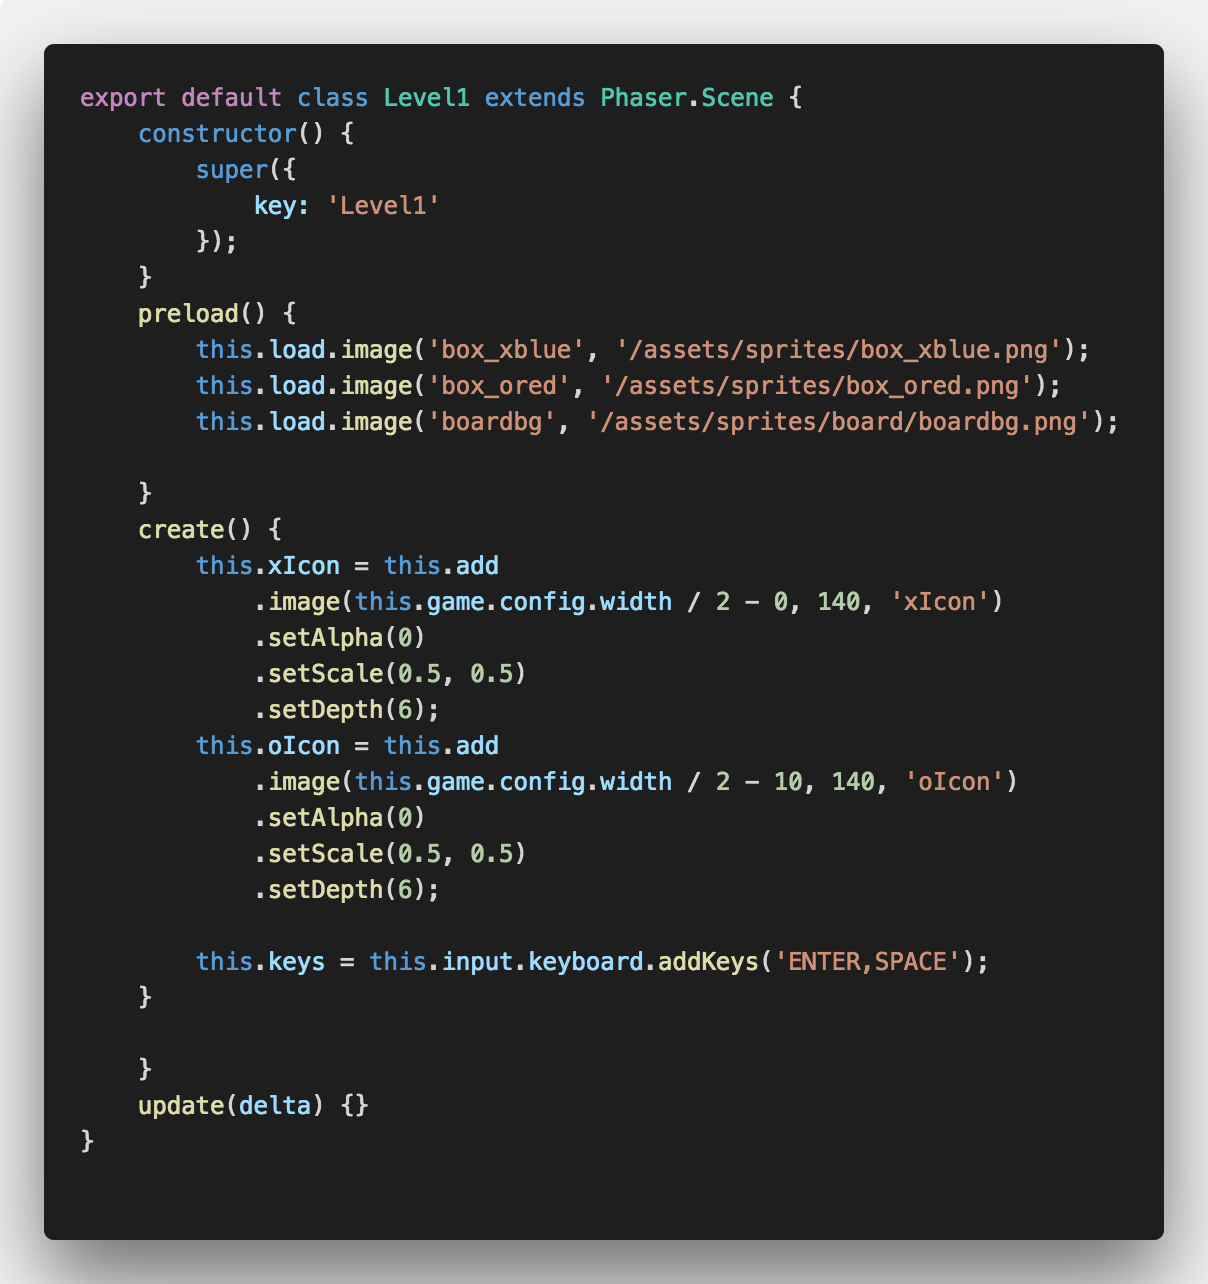 export default class Level1 extends Phaser.Scene {
    constructor() {
        super({
            key: 'Level1'
        });
    }
    preload() {
        this.load.image('box_xblue', '/assets/sprites/box_xblue.png');
        this.load.image('box_ored', '/assets/sprites/box_ored.png');
        this.load.image('boardbg', '/assets/sprites/board/boardbg.png');

    }
    create() {
        this.xIcon = this.add
            .image(this.game.config.width / 2 - 0, 140, 'xIcon')
            .setAlpha(0)
            .setScale(0.5, 0.5)
            .setDepth(6);
        this.oIcon = this.add
            .image(this.game.config.width / 2 - 10, 140, 'oIcon')
            .setAlpha(0)
            .setScale(0.5, 0.5)
            .setDepth(6);

        this.keys = this.input.keyboard.addKeys('ENTER,SPACE');
    }

    }
    update(delta) {}
}